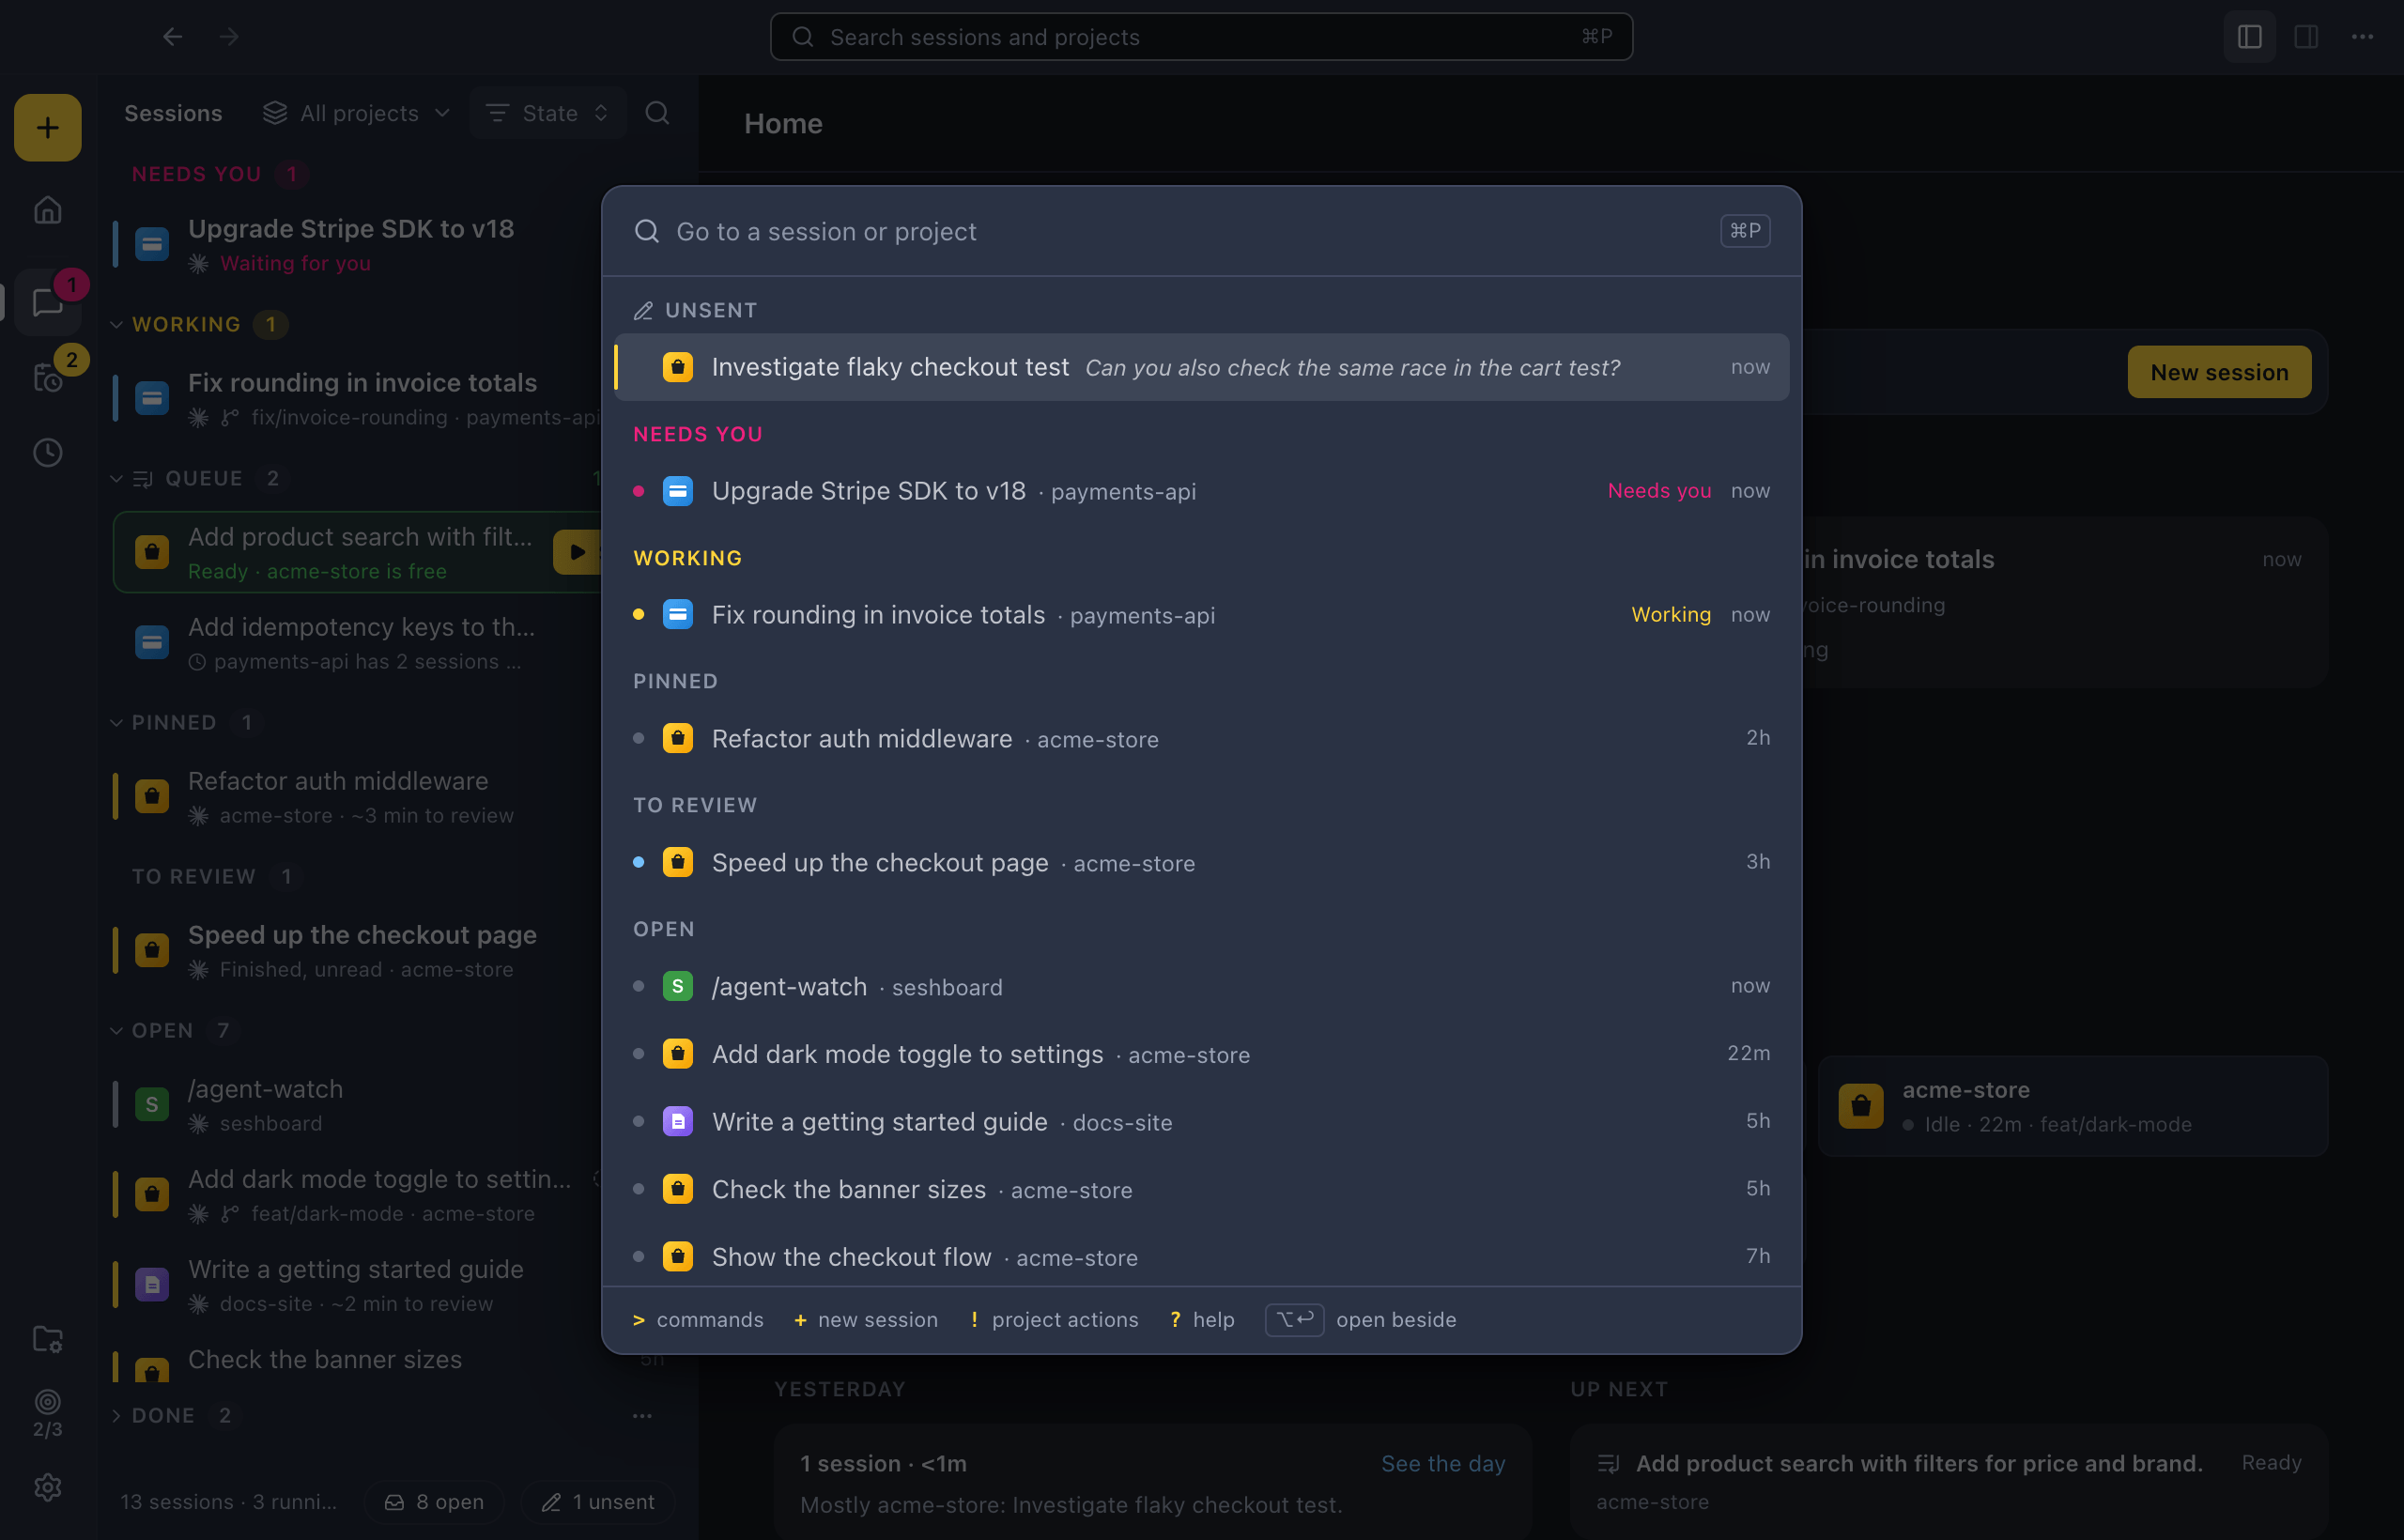 Search sessions and projects ⌘P
Sessions All projects State
Home
NEEDS YOU 1
Upgrade Stripe SDK to v18
Waiting for you
1
WORKING 1
2
Fix rounding in invoice totals
fix/invoice-rounding · payments-api
QUEUE 2
Add product search with filt...
Ready · acme-store is free
Add idempotency keys to th...
payments-api has 2 sessions ...
PINNED 1
Refactor auth middleware
acme-store · ~3 min to review
TO REVIEW 1
Speed up the checkout page
Finished, unread · acme-store
OPEN 7
S /agent-watch
seshboard
Add dark mode toggle to settin...
feat/dark-mode · acme-store
Write a getting started guide
docs-site · ~2 min to review
Check the banner sizes
5h
2/3
DONE 2
13 sessions · 3 runni... 8 open 1 unsent
Go to a session or project ⌘P
UNSENT
Investigate flaky checkout test Can you also check the same race in the cart test? now
NEEDS YOU
Upgrade Stripe SDK to v18 · payments-api Needs you now
WORKING
Fix rounding in invoice totals · payments-api Working now
PINNED
Refactor auth middleware · acme-store 2h
TO REVIEW
Speed up the checkout page · acme-store 3h
OPEN
S /agent-watch · seshboard now
Add dark mode toggle to settings · acme-store 22m
Write a getting started guide · docs-site 5h
Check the banner sizes · acme-store 5h
Show the checkout flow · acme-store 7h
> commands + new session ! project actions ? help ⌥↩ open beside
New session
in invoice totals now
voice-rounding
ng
acme-store
Idle · 22m · feat/dark-mode
YESTERDAY
1 session · <1m See the day
Mostly acme-store: Investigate flaky checkout test.
UP NEXT
Add product search with filters for price and brand. Ready
acme-store